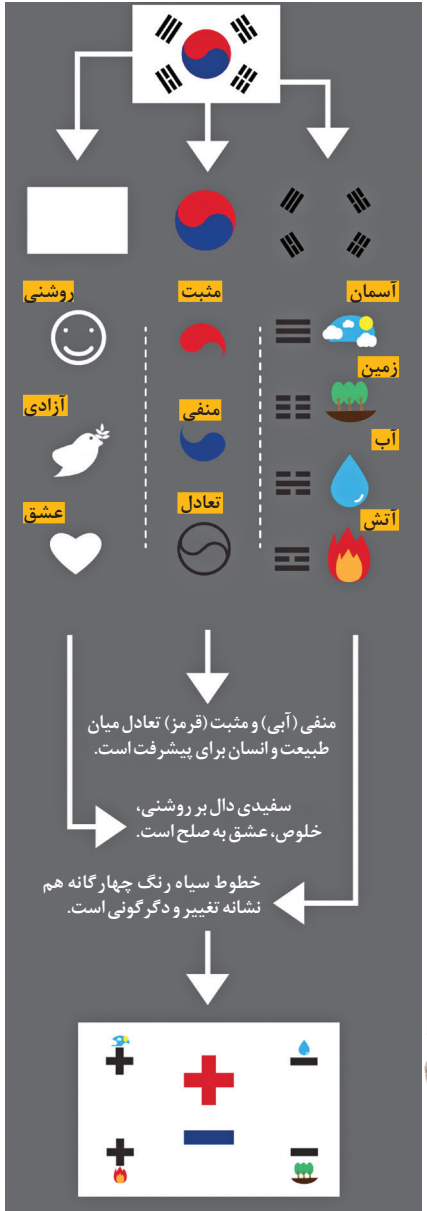 آسمان
زمین
آب
آتش
مثبت
منفی
تعادل
روشنی
آزادی
عشق
منفی (آبی) و مثبت (قرمز) تعادل میان
طبیعت و انسان برای پیشرفت است.
سفیدی دال بر روشنی،
خلوص، عشق به صلح است.
خطوط سیاه رنگ چهارگانه هم
نشانه تغییر و دگرگونی است.